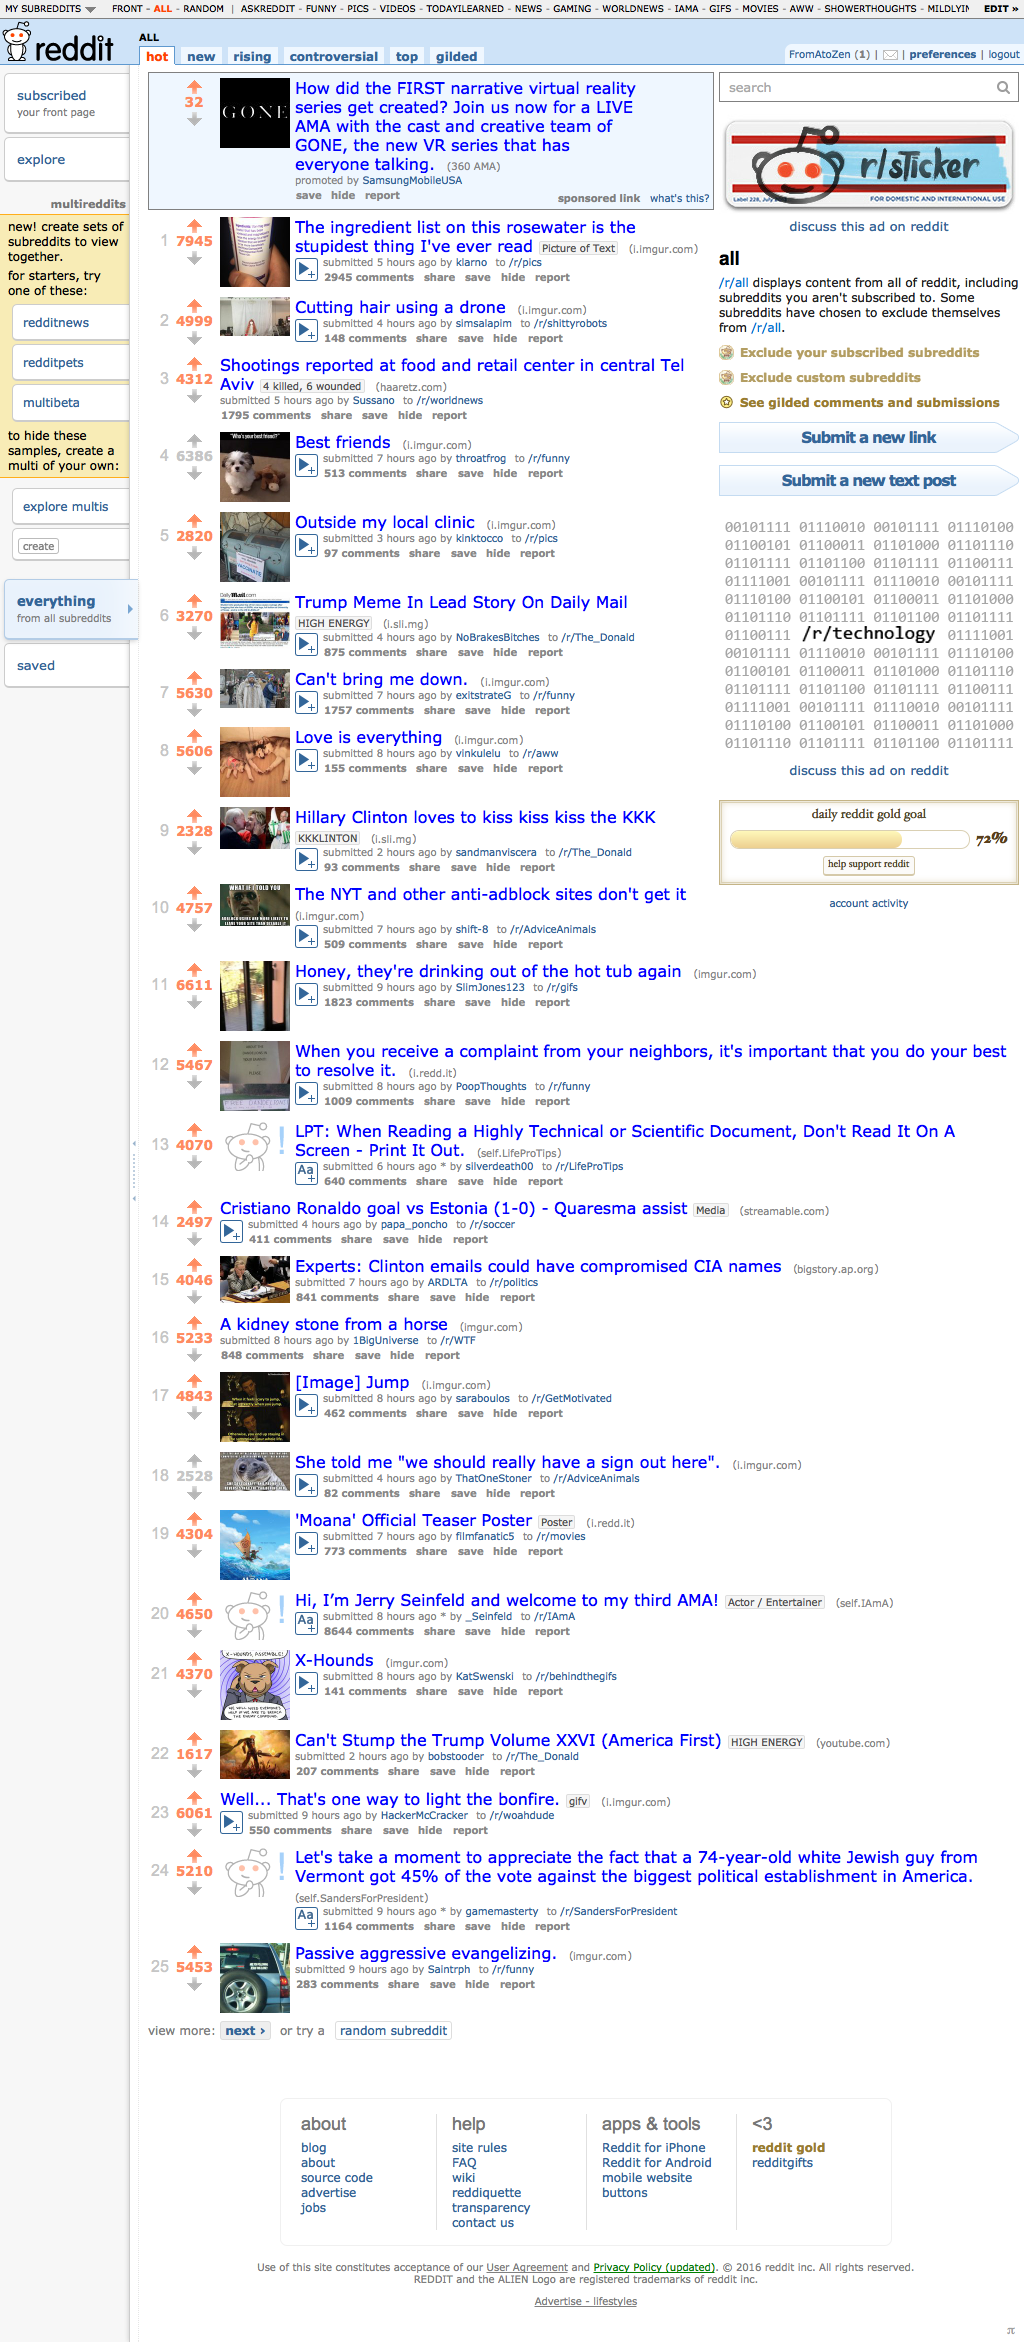 MY SUBREDDITS FRONT - ALL - RANDOM | ASKREDDIT - FUNNY - PICS - VIDEOS - TODAYILEARNED - NEWS - GAMING - WORLDNEWS - IAMA - GIFS - MOVIES - AWW - SHOWERTHOUGHTS - MILDLYIN EDIT »
reddit ALL
hot new rising controversial top gilded
FromAtoZen (1) | preferences | logout
subscribed
your front page
explore
multireddits
new! create sets of
subreddits to view
together.
for starters, try
one of these:
redditnews
redditpets
multibeta
to hide these
samples, create a
multi of your own:
explore multis
create
everything
from all subreddits
saved
32
GONE
How did the FIRST narrative virtual reality
series get created? Join us now for a LIVE
AMA with the cast and creative team of
GONE, the new VR series that has
everyone talking. (360 AMA)
promoted by SamsungMobileUSA
save hide report
sponsored link what's this?
1 7945
The ingredient list on this rosewater is the
stupidest thing I've ever read Picture of Text (i.imgur.com)
submitted 5 hours ago by klarno to /r/pics
2945 comments share save hide report
2 4999
Cutting hair using a drone (i.imgur.com)
submitted 4 hours ago by simsalapim to /r/shittyrobots
148 comments share save hide report
3 4312
Shootings reported at food and retail center in central Tel
Aviv 4 killed, 6 wounded (haaretz.com)
submitted 5 hours ago by Sussano to /r/worldnews
1795 comments share save hide report
4 6386
"Who's your best friend?"
Best friends (i.imgur.com)
submitted 7 hours ago by throatfrog to /r/funny
513 comments share save hide report
5 2820
Outside my local clinic (i.imgur.com)
submitted 3 hours ago by kinktocco to /r/pics
97 comments share save hide report
6 3270
Daily Mail.com
Trump Meme In Lead Story On Daily Mail
HIGH ENERGY (i.sli.mg)
submitted 4 hours ago by NoBrakesBitches to /r/The_Donald
875 comments share save hide report
7 5630
Can't bring me down. (i.imgur.com)
submitted 7 hours ago by exitstrateG to /r/funny
1757 comments share save hide report
8 5606
Love is everything (i.imgur.com)
submitted 8 hours ago by vinkulelu to /r/aww
155 comments share save hide report
9 2328
Hillary Clinton loves to kiss kiss kiss the KKK
KKKLINTON (i.sli.mg)
submitted 2 hours ago by sandmanviscera to /r/The_Donald
93 comments share save hide report
10 4757
WHAT IF I TOLD YOU
The NYT and other anti-adblock sites don't get it
(i.imgur.com)
submitted 7 hours ago by shift-8 to /r/AdviceAnimals
509 comments share save hide report
11 6611
Honey, they're drinking out of the hot tub again (imgur.com)
submitted 9 hours ago by SlimJones123 to /r/gifs
1823 comments share save hide report
12 5467
When you receive a complaint from your neighbors, it's important that you do your best
to resolve it. (i.redd.it)
submitted 8 hours ago by PoopThoughts to /r/funny
1009 comments share save hide report
13 4070
LPT: When Reading a Highly Technical or Scientific Document, Don't Read It On A
Screen - Print It Out. (self.LifeProTips)
Aa submitted 6 hours ago * by silverdeath00 to /r/LifeProTips
640 comments share save hide report
14 2497
Cristiano Ronaldo goal vs Estonia (1-0) - Quaresma assist Media (streamable.com)
submitted 4 hours ago by papa_poncho to /r/soccer
411 comments share save hide report
15 4046
Experts: Clinton emails could have compromised CIA names (bigstory.ap.org)
submitted 7 hours ago by ARDLTA to /r/politics
841 comments share save hide report
16 5233
A kidney stone from a horse (imgur.com)
submitted 8 hours ago by 1BigUniverse to /r/WTF
848 comments share save hide report
17 4843
[Image] Jump (i.imgur.com)
submitted 8 hours ago by saraboulos to /r/GetMotivated
462 comments share save hide report
18 2528
She told me "we should really have a sign out here". (i.imgur.com)
submitted 4 hours ago by ThatOneStoner to /r/AdviceAnimals
82 comments share save hide report
19 4304
'Moana' Official Teaser Poster Poster (i.redd.it)
submitted 7 hours ago by filmfanatic5 to /r/movies
773 comments share save hide report
20 4650
Hi, I’m Jerry Seinfeld and welcome to my third AMA! Actor / Entertainer (self.IAmA)
Aa submitted 8 hours ago * by _Seinfeld to /r/IAmA
8644 comments share save hide report
21 4370
X-HOUNDS, ASSEMBLE!
X-Hounds (imgur.com)
submitted 8 hours ago by KatSwenski to /r/behindthegifs
141 comments share save hide report
22 1617
Can't Stump the Trump Volume XXVI (America First) HIGH ENERGY (youtube.com)
submitted 2 hours ago by bobstooder to /r/The_Donald
207 comments share save hide report
23 6061
Well... That's one way to light the bonfire. gifv (i.imgur.com)
submitted 9 hours ago by HackerMcCracker to /r/woahdude
550 comments share save hide report
24 5210
Let's take a moment to appreciate the fact that a 74-year-old white Jewish guy from
Vermont got 45% of the vote against the biggest political establishment in America.
(self.SandersForPresident)
Aa submitted 9 hours ago * by gamemasterty to /r/SandersForPresident
1164 comments share save hide report
25 5453
Passive aggressive evangelizing. (imgur.com)
submitted 9 hours ago by Saintrph to /r/funny
283 comments share save hide report
view more: next › or try a random subreddit
search
r/sticker
FOR DOMESTIC AND INTERNATIONAL USE
discuss this ad on reddit
all
/r/all displays content from all of reddit, including
subreddits you aren't subscribed to. Some
subreddits have chosen to exclude themselves
from /r/all.
Exclude your subscribed subreddits
Exclude custom subreddits
See gilded comments and submissions
Submit a new link
Submit a new text post
00101111 01110010 00101111 01110100
01100101 01100011 01101000 01101110
01101111 01101100 01101111 01100111
01111001 00101111 01110010 00101111
01110100 01100101 01100011 01101000
01101110 01101111 01101100 01101111
01100111 /r/technology 01111001
00101111 01110010 00101111 01110100
01100101 01100011 01101000 01101110
01101111 01101100 01101111 01100111
01111001 00101111 01110010 00101111
01110100 01100101 01100011 01101000
01101110 01101111 01101100 01101111
discuss this ad on reddit
daily reddit gold goal
72%
help support reddit
account activity
about
blog
about
source code
advertise
jobs
help
site rules
FAQ
wiki
reddiquette
transparency
contact us
apps & tools
Reddit for iPhone
Reddit for Android
mobile website
buttons
<3
reddit gold
redditgifts
Use of this site constitutes acceptance of our User Agreement and Privacy Policy (updated). © 2016 reddit inc. All rights reserved.
REDDIT and the ALIEN Logo are registered trademarks of reddit inc.
Advertise - lifestyles
π